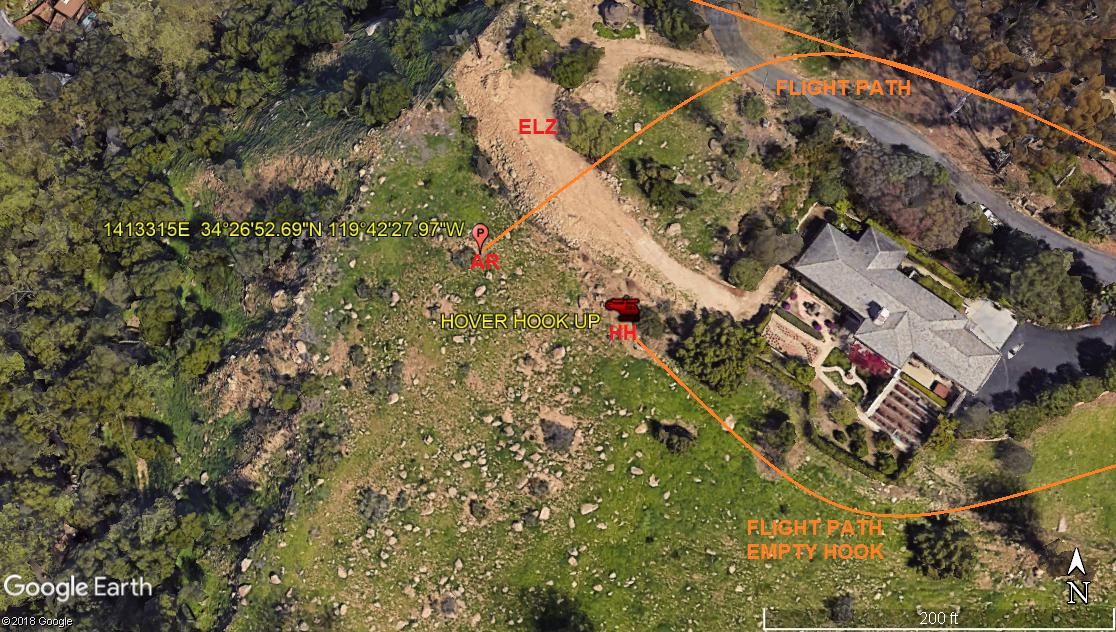 FLIGHT PATH
ELZ
1413315E  34°26'52.69"N 119°42'27.97"W
P
AR
HOVER HOOK UP
HH
FLIGHT PATH
EMPTY HOOK
Google Earth
©2018 Google
N
200 ft